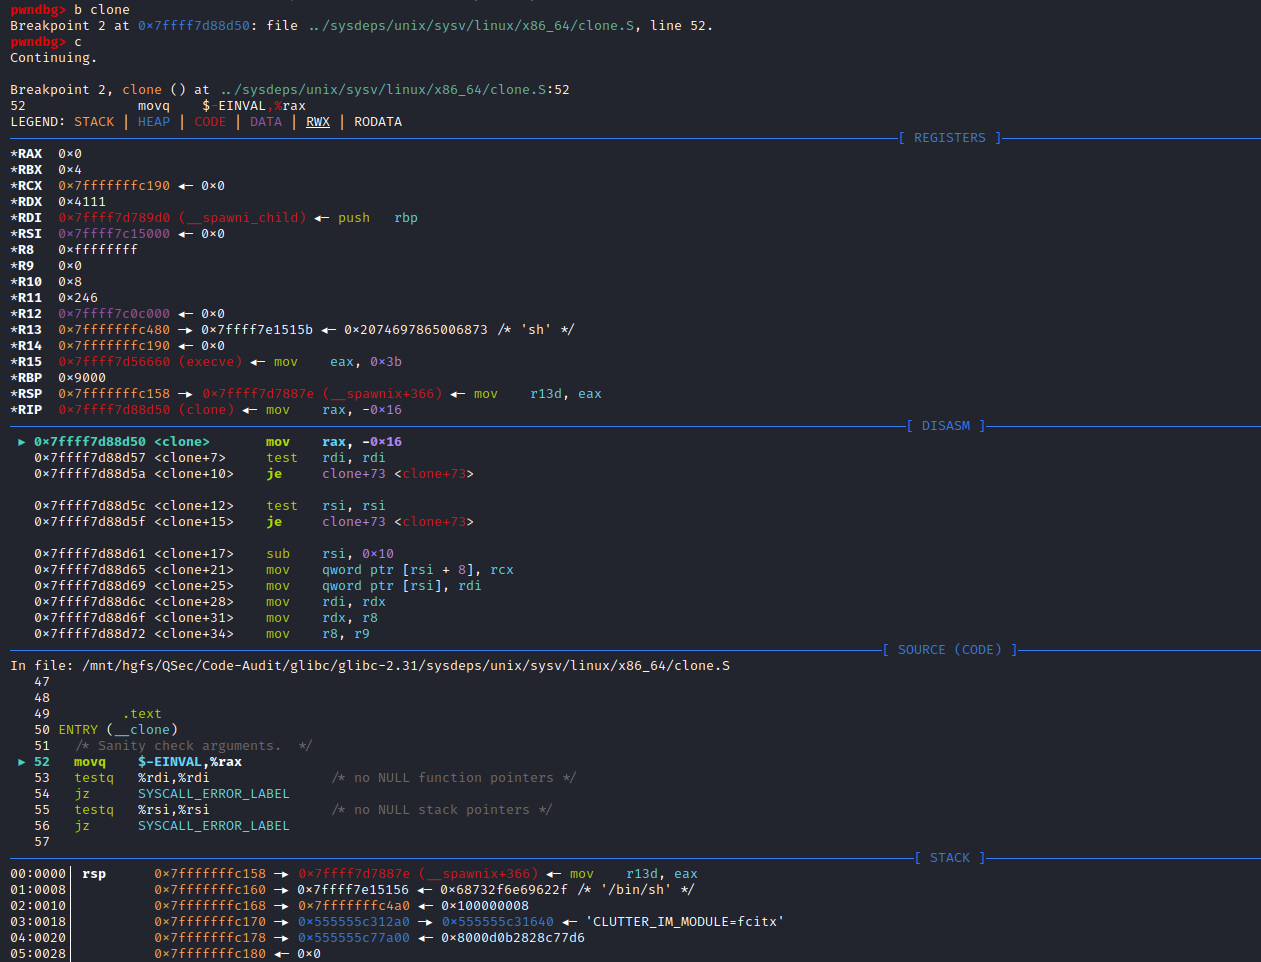 pwndbg> b clone
Breakpoint 2 at 0x7ffff7d88d50: file ../sysdeps/unix/sysv/linux/x86_64/clone.S, line 52.
pwndbg> c
Continuing.
Breakpoint 2, clone () at ../sysdeps/unix/sysv/linux/x86_64/clone.S:52
52 movq $-EINVAL,%rax
LEGEND: STACK | HEAP | CODE | DATA | RWX | RODATA
[ REGISTERS ]
*RAX 0x0
*RBX 0x4
*RCX 0x7fffffffc190 ◂— 0x0
*RDX 0x4111
*RDI 0x7ffff7d789d0 (__spawni_child) ◂— push rbp
*RSI 0x7ffff7c15000 ◂— 0x0
*R8 0xffffffff
*R9 0x0
*R10 0x8
*R11 0x246
*R12 0x7ffff7c0c000 ◂— 0x0
*R13 0x7fffffffc480 —▸ 0x7ffff7e1515b ◂— 0x2074697865006873 /* 'sh' */
*R14 0x7fffffffc190 ◂— 0x0
*R15 0x7ffff7d56660 (execve) ◂— mov eax, 0x3b
*RBP 0x9000
*RSP 0x7fffffffc158 —▸ 0x7ffff7d7887e (__spawnix+366) ◂— mov r13d, eax
*RIP 0x7ffff7d88d50 (clone) ◂— mov rax, -0x16
[ DISASM ]
► 0x7ffff7d88d50 <clone> mov rax, -0x16
0x7ffff7d88d57 <clone+7> test rdi, rdi
0x7ffff7d88d5a <clone+10> je clone+73 <clone+73>
0x7ffff7d88d5c <clone+12> test rsi, rsi
0x7ffff7d88d5f <clone+15> je clone+73 <clone+73>
0x7ffff7d88d61 <clone+17> sub rsi, 0x10
0x7ffff7d88d65 <clone+21> mov qword ptr [rsi + 8], rcx
0x7ffff7d88d69 <clone+25> mov qword ptr [rsi], rdi
0x7ffff7d88d6c <clone+28> mov rdi, rdx
0x7ffff7d88d6f <clone+31> mov rdx, r8
0x7ffff7d88d72 <clone+34> mov r8, r9
[ SOURCE (CODE) ]
In file: /mnt/hgfs/QSec/Code-Audit/glibc/glibc-2.31/sysdeps/unix/sysv/linux/x86_64/clone.S
47
48
49 .text
50 ENTRY (__clone)
51 /* Sanity check arguments. */
► 52 movq $-EINVAL,%rax
53 testq %rdi,%rdi /* no NULL function pointers */
54 jz SYSCALL_ERROR_LABEL
55 testq %rsi,%rsi /* no NULL stack pointers */
56 jz SYSCALL_ERROR_LABEL
57
[ STACK ]
00:0000│ rsp 0x7fffffffc158 —▸ 0x7ffff7d7887e (__spawnix+366) ◂— mov r13d, eax
01:0008│ 0x7fffffffc160 —▸ 0x7ffff7e15156 ◂— 0x68732f6e69622f /* '/bin/sh' */
02:0010│ 0x7fffffffc168 —▸ 0x7fffffffc4a0 ◂— 0x100000008
03:0018│ 0x7fffffffc170 —▸ 0x555555c312a0 —▸ 0x555555c31640 ◂— 'CLUTTER_IM_MODULE=fcitx'
04:0020│ 0x7fffffffc178 —▸ 0x555555c77a00 ◂— 0x8000d0b2828c77d6
05:0028│ 0x7fffffffc180 ◂— 0x0